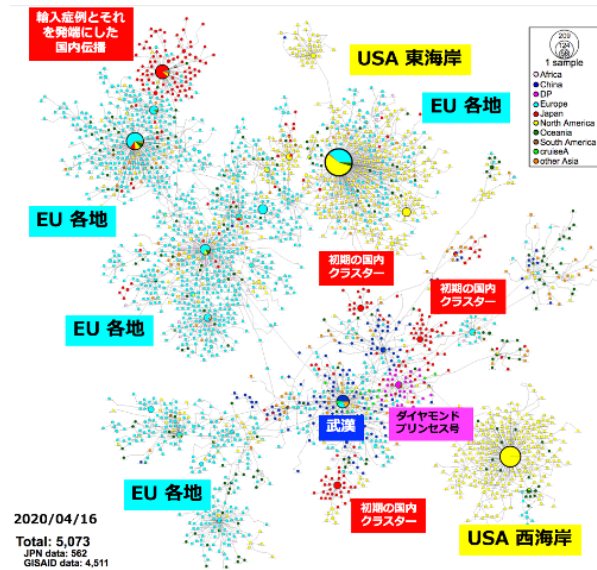 輸入症例とそれ
を発端にした
国内伝播
USA 東海岸
EU 各地
209
124
1 sample
Africa
China
DP
Europe
Japan
North America
Oceania
South America
cruiseA
other Asia
EU 各地
初期の国内
クラスター
初期の国内
クラスター
EU 各地
武漢
ダイヤモンド
プリンセス号
EU 各地
初期の国内
クラスター
USA 西海岸
2020/04/16
Total: 5,073
JPN data: 562
GISAID data: 4,511